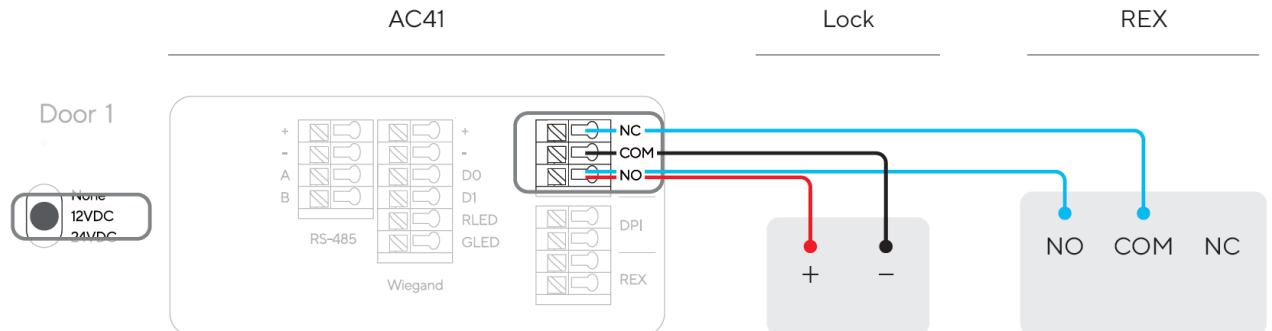 AC41
Lock
REX
Door 1
None
12VDC
24VDC
+
-
A
B
RS-485
+
-
D0
D1
RLED
GLED
Wiegand
NC
COM
NO
DPI
REX
+
−
NO COM NC